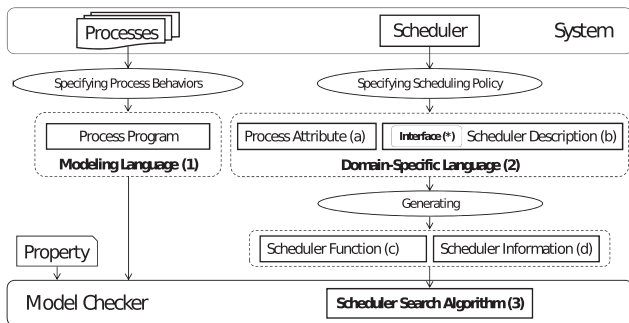 Processes
Scheduler
System
Specifying Process Behaviors
Specifying Scheduling Policy
Process Program
Modeling Language (1)
Process Attribute (a)
Interface (*) Scheduler Description (b)
Domain-Specific Language (2)
Generating
Scheduler Function (c)
Scheduler Information (d)
Property
Model Checker
Scheduler Search Algorithm (3)